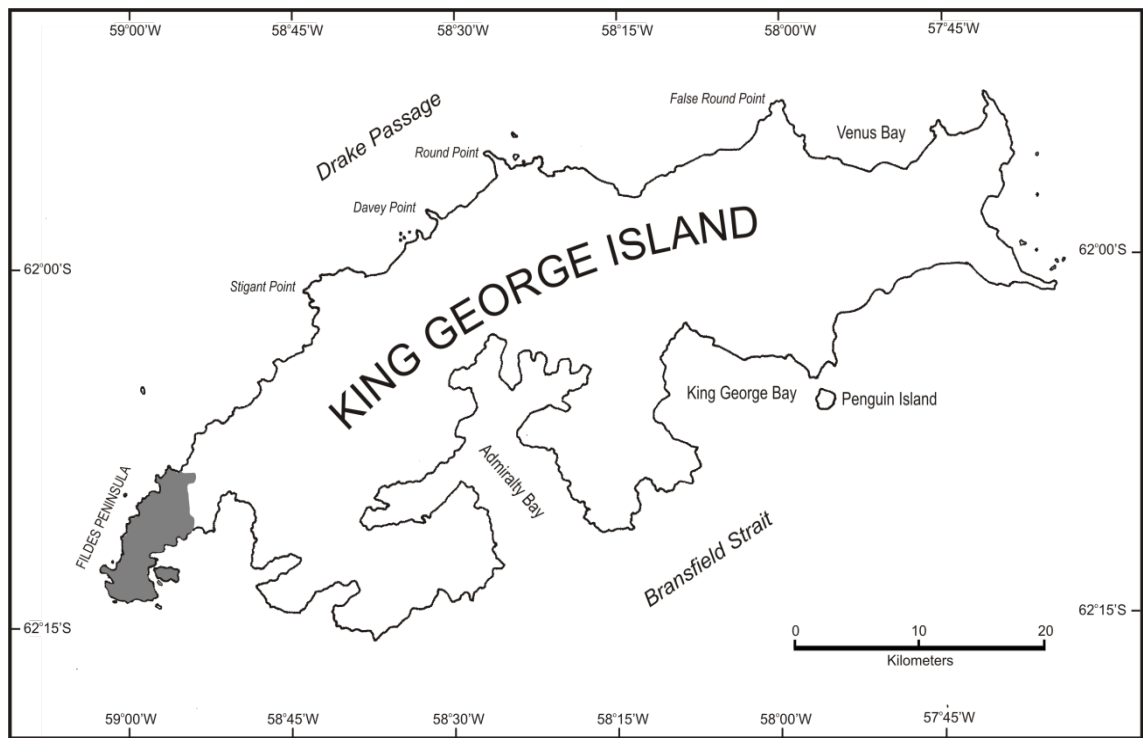 59°00'W 58°45'W 58°30'W 58°15'W 58°00'W 57°45'W
False Round Point
Venus Bay
Drake Passage
Round Point
Davey Point
KING GEORGE ISLAND
62°00'S
62°00'S
Stigant Point
King George Bay
Penguin Island
Admiralty Bay
FILDES PENINSULA
Bransfield Strait
62°15'S
62°15'S
0 10 20
Kilometers
59°00'W 58°45'W 58°30'W 58°15'W 58°00'W 57°45'W